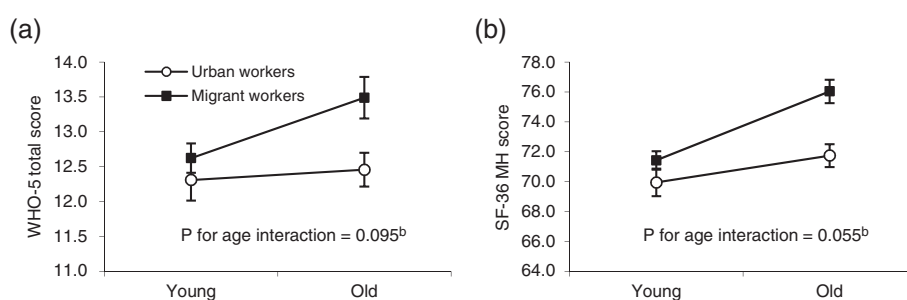 (a)
14.0
13.5
13.0
12.5
12.0
11.5
11.0
WHO-5 total score
Urban workers
Migrant workers
P for age interaction = 0.095b
Young Old
(b)
78.0
76.0
74.0
72.0
70.0
68.0
66.0
64.0
SF-36 MH score
P for age interaction = 0.055b
Young Old